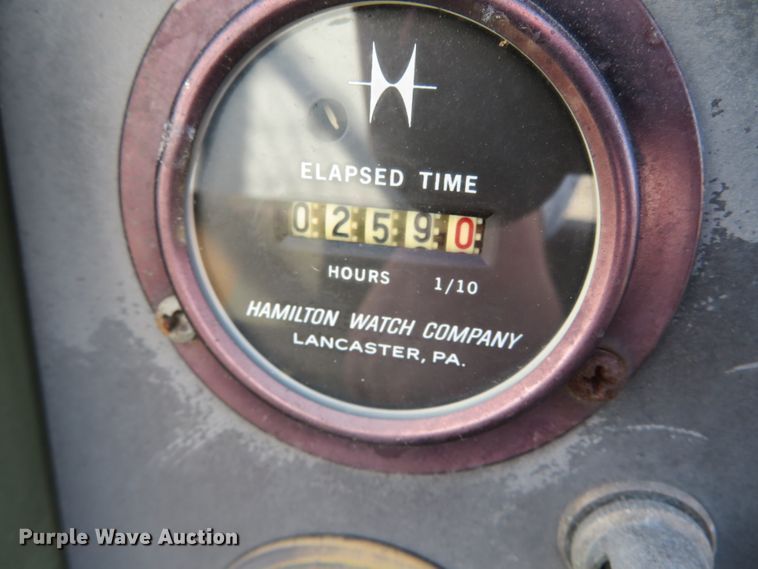 ELAPSED TIME
02590
HOURS 1/10
HAMILTON WATCH COMPANY
LANCASTER, PA.
Purple Wave Auction